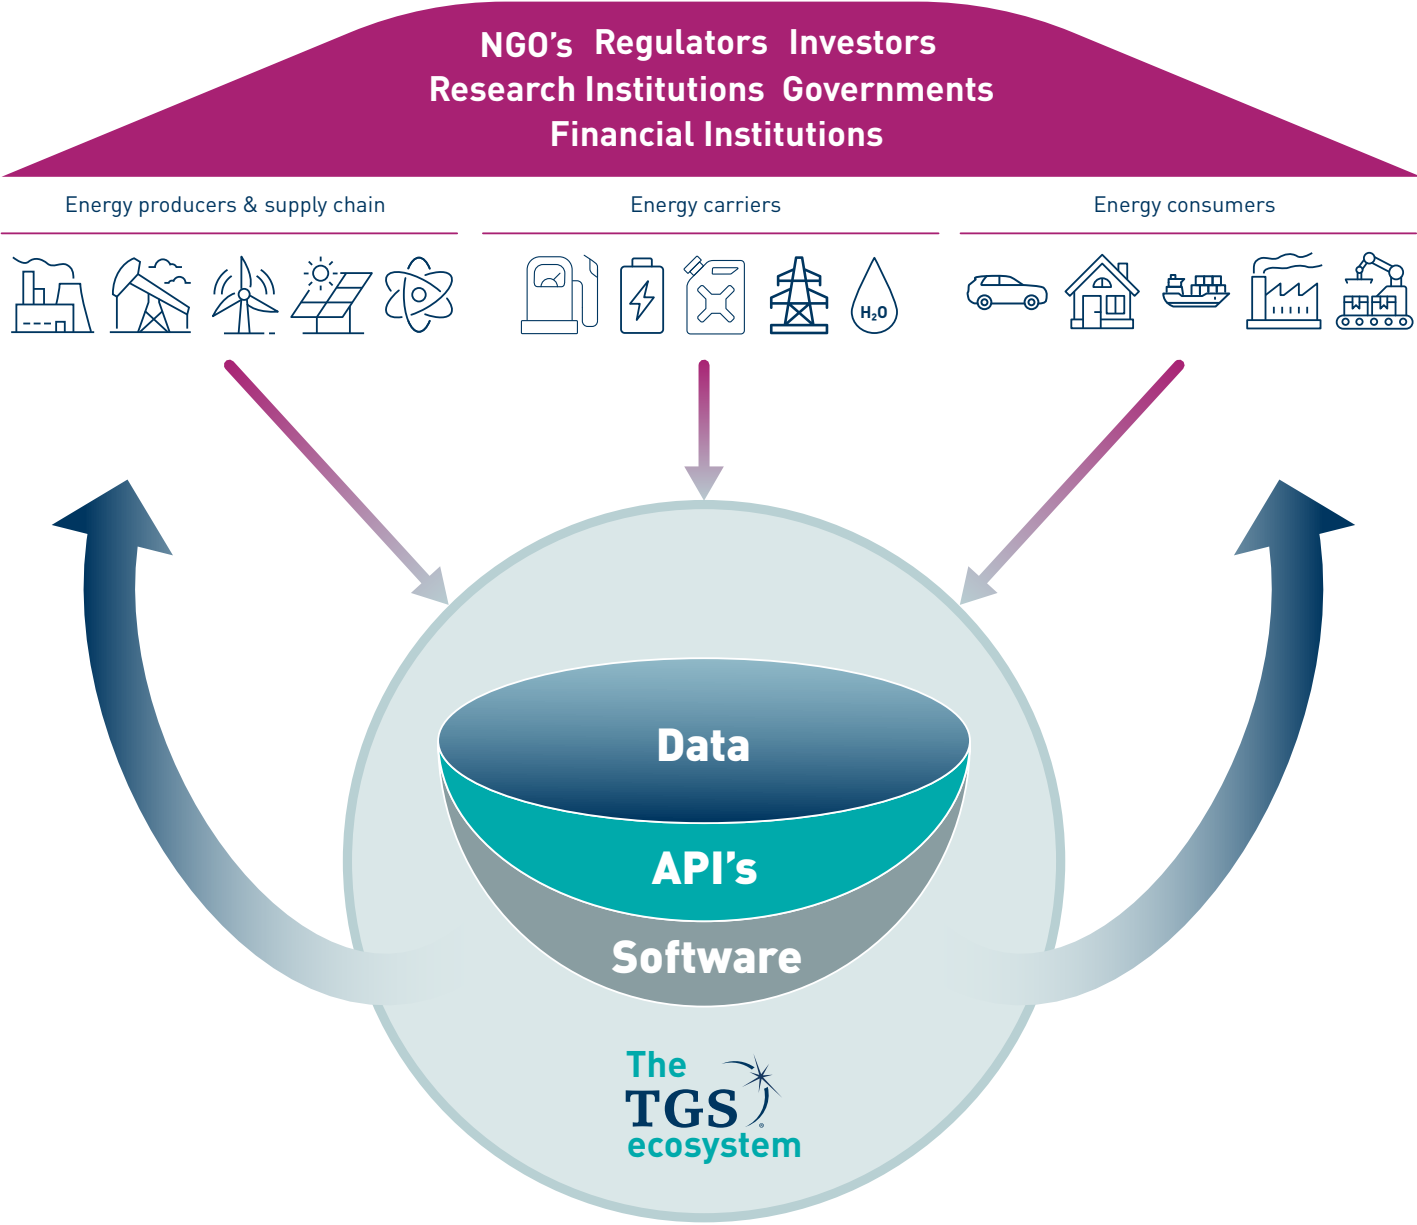 NGO's Regulators Investors
Research Institutions Governments
Financial Institutions
Energy producers & supply chain
Energy carriers
Energy consumers
H₂O
Data
API's
Software
The
TGS®
ecosystem